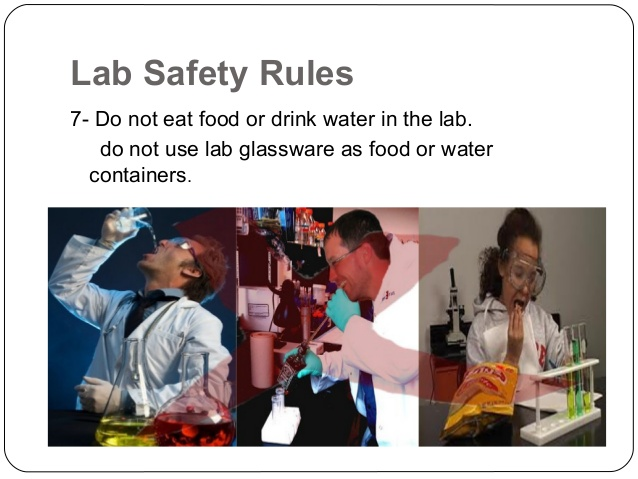 Lab Safety Rules
7- Do not eat food or drink water in the lab.
do not use lab glassware as food or water
containers.